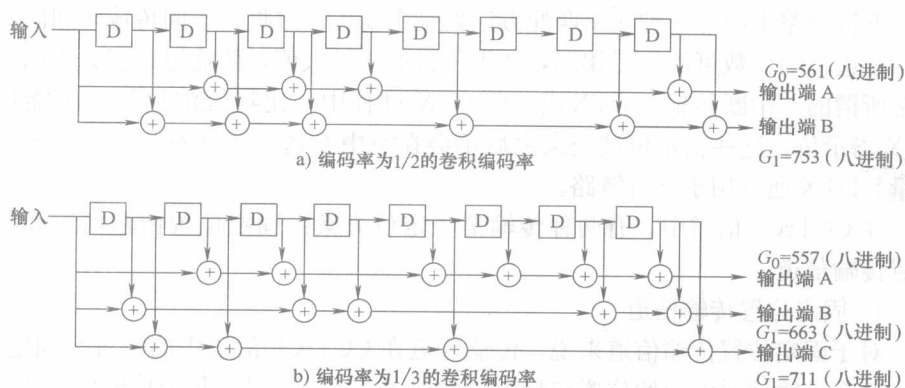 输入 D D D D D D D D
G0=561(八进制)
输出端 A
输出端 B
a) 编码率为1/2的卷积编码率
G1=753(八进制)
输入 D D D D D D D D
G0=557(八进制)
输出端 A
输出端 B
G1=663(八进制)
输出端 C
b) 编码率为1/3的卷积编码率
G1=711(八进制)